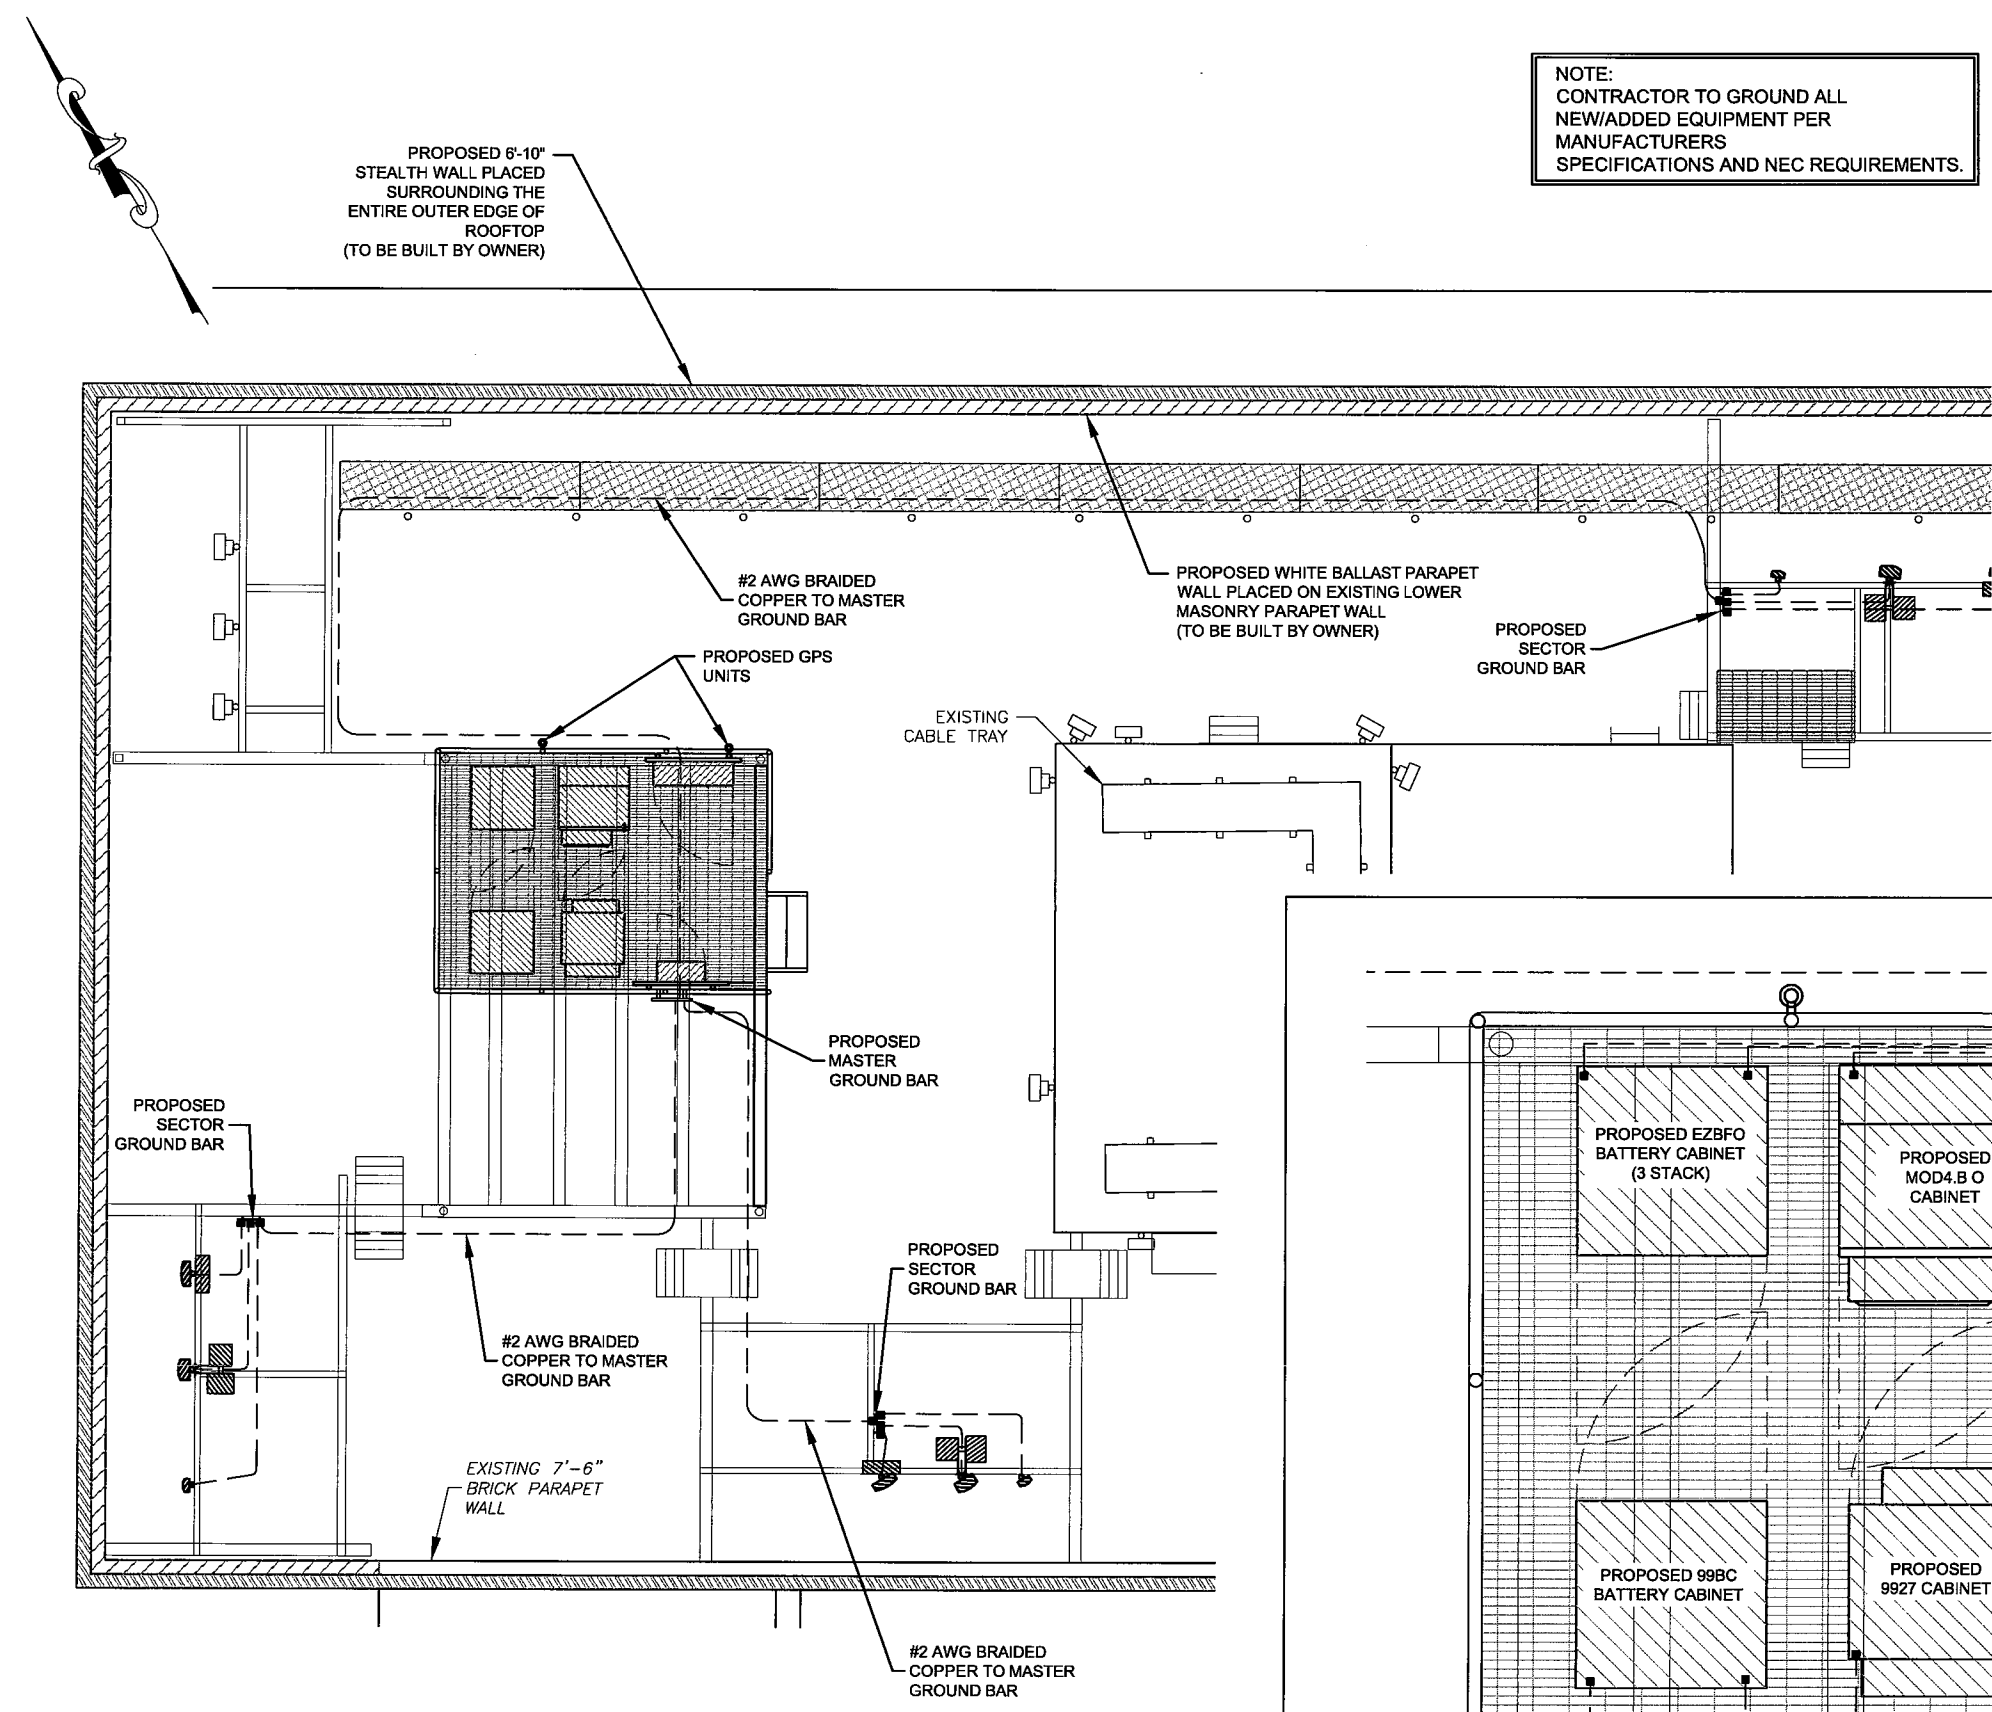 NOTE:
CONTRACTOR TO GROUND ALL
NEW/ADDED EQUIPMENT PER
MANUFACTURERS
SPECIFICATIONS AND NEC REQUIREMENTS.
PROPOSED 6'-10"
STEALTH WALL PLACED
SURROUNDING THE
ENTIRE OUTER EDGE OF
ROOFTOP
(TO BE BUILT BY OWNER)
#2 AWG BRAIDED
COPPER TO MASTER
GROUND BAR
PROPOSED WHITE BALLAST PARAPET
WALL PLACED ON EXISTING LOWER
MASONRY PARAPET WALL
(TO BE BUILT BY OWNER)
PROPOSED
SECTOR
GROUND BAR
PROPOSED GPS
UNITS
EXISTING
CABLE TRAY
PROPOSED
MASTER
GROUND BAR
PROPOSED
SECTOR
GROUND BAR
PROPOSED EZBFO
BATTERY CABINET
(3 STACK)
PROPOSED
MOD4.B O
CABINET
PROPOSED
SECTOR
GROUND BAR
#2 AWG BRAIDED
COPPER TO MASTER
GROUND BAR
EXISTING 7'-6"
BRICK PARAPET
WALL
PROPOSED 99BC
BATTERY CABINET
PROPOSED
9927 CABINET
#2 AWG BRAIDED
COPPER TO MASTER
GROUND BAR